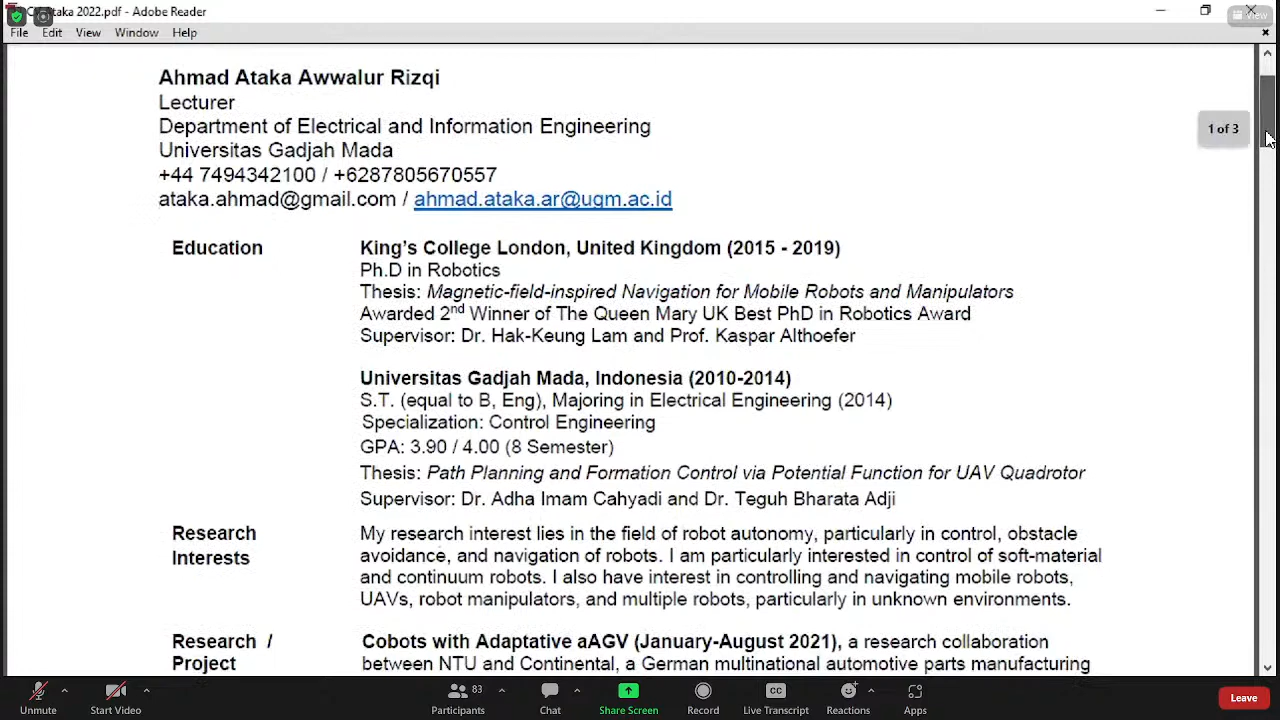 Ataka 2022.pdf - Adobe Reader
View
File Edit View Window Help
Ahmad Ataka Awwalur Rizqi
Lecturer
Department of Electrical and Information Engineering
Universitas Gadjah Mada
+44 7494342100 / +6287805670557
ataka.ahmad@gmail.com / ahmad.ataka.ar@ugm.ac.id
1 of 3
Education
King's College London, United Kingdom (2015 - 2019)
Ph.D in Robotics
Thesis: Magnetic-field-inspired Navigation for Mobile Robots and Manipulators
Awarded 2nd Winner of The Queen Mary UK Best PhD in Robotics Award
Supervisor: Dr. Hak-Keung Lam and Prof. Kaspar Althoefer
Universitas Gadjah Mada, Indonesia (2010-2014)
S.T. (equal to B, Eng), Majoring in Electrical Engineering (2014)
Specialization: Control Engineering
GPA: 3.90 / 4.00 (8 Semester)
Thesis: Path Planning and Formation Control via Potential Function for UAV Quadrotor
Supervisor: Dr. Adha Imam Cahyadi and Dr. Teguh Bharata Adji
Research
Interests
My research interest lies in the field of robot autonomy, particularly in control, obstacle
avoidance, and navigation of robots. I am particularly interested in control of soft-material
and continuum robots. I also have interest in controlling and navigating mobile robots,
UAVs, robot manipulators, and multiple robots, particularly in unknown environments.
Research /
Project
Cobots with Adaptative aAGV (January-August 2021), a research collaboration
between NTU and Continental, a German multinational automotive parts manufacturing
Unmute
Start Video
83
Participants
Chat
Share Screen
Record
CC
Live Transcript
Reactions
Apps
Leave